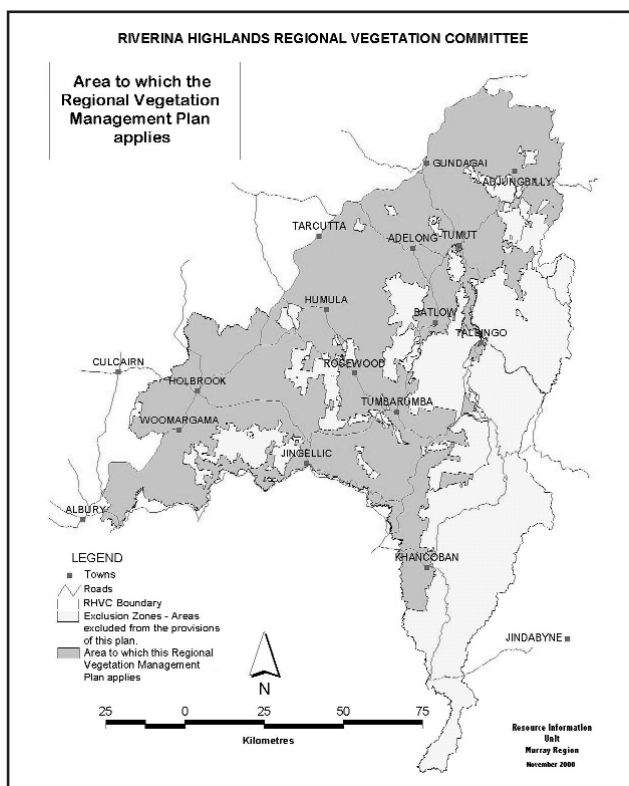 RIVERINA HIGHLANDS REGIONAL VEGETATION COMMITTEE
Area to which the
Regional Vegetation
Management Plan
applies
GUNDAGAI
ADJUNGBILLY
TARCUTTA
ADELONG
TUMUT
HUMULA
BATLOW
TALBINGO
CULCAIRN
ROSEWOOD
HOLBROOK
TUMBARUMBA
WOOMARGAMA
JINGELLIC
ALBURY
KHANCOBAN
JINDABYNE
LEGEND
Towns
Roads
RHVC Boundary
Exclusion Zones - Areas
excluded from the provisions
of this plan.
Area to which this Regional
Vegetation Management
Plan applies
N
25 0 25 50 75
Kilometres
Resource Information
Unit
Murray Region
November 2000